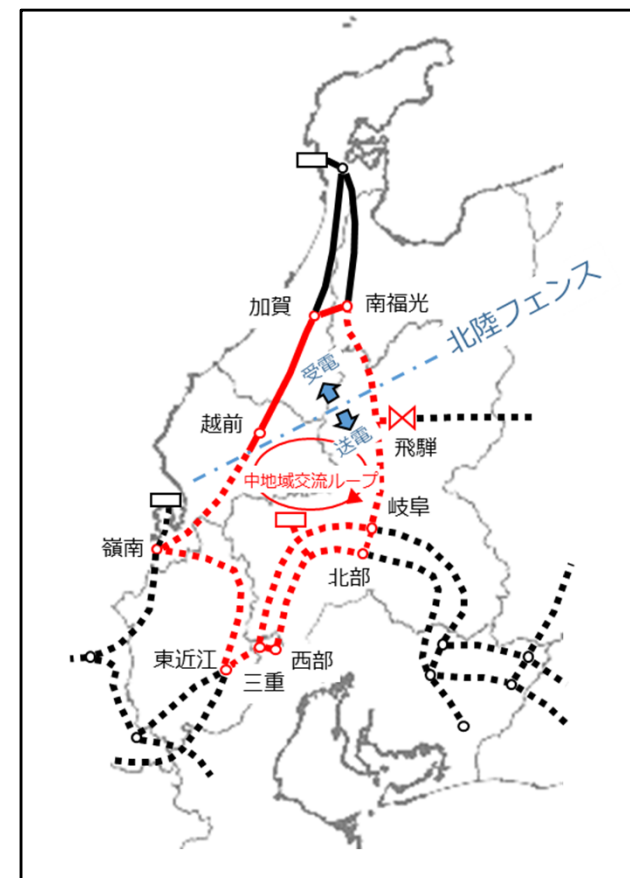 加賀
南福光
北陸フェンス
受電
越前
送電
飛騨
中地域交流ループ
岐阜
嶺南
北部
東近江
三重
西部